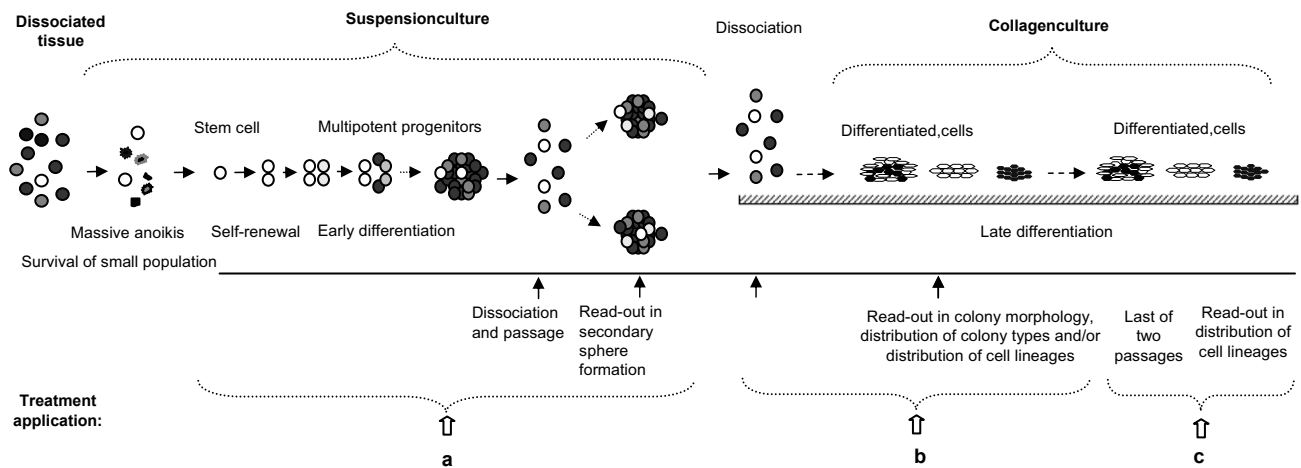 Dissociated
tissue
Suspensionculture
Dissociation
Collagenculture
Stem cell
Multipotent progenitors
Differentiated,cells
Differentiated,cells
Massive anoikis
Self-renewal
Early differentiation
Late differentiation
Survival of small population
Dissociation
and passage
Read-out in
secondary
sphere
formation
Read-out in colony morphology,
distribution of colony types and/or
distribution of cell lineages
Last of
two
passages
Read-out in
distribution of
cell lineages
Treatment
application:
a
b
c